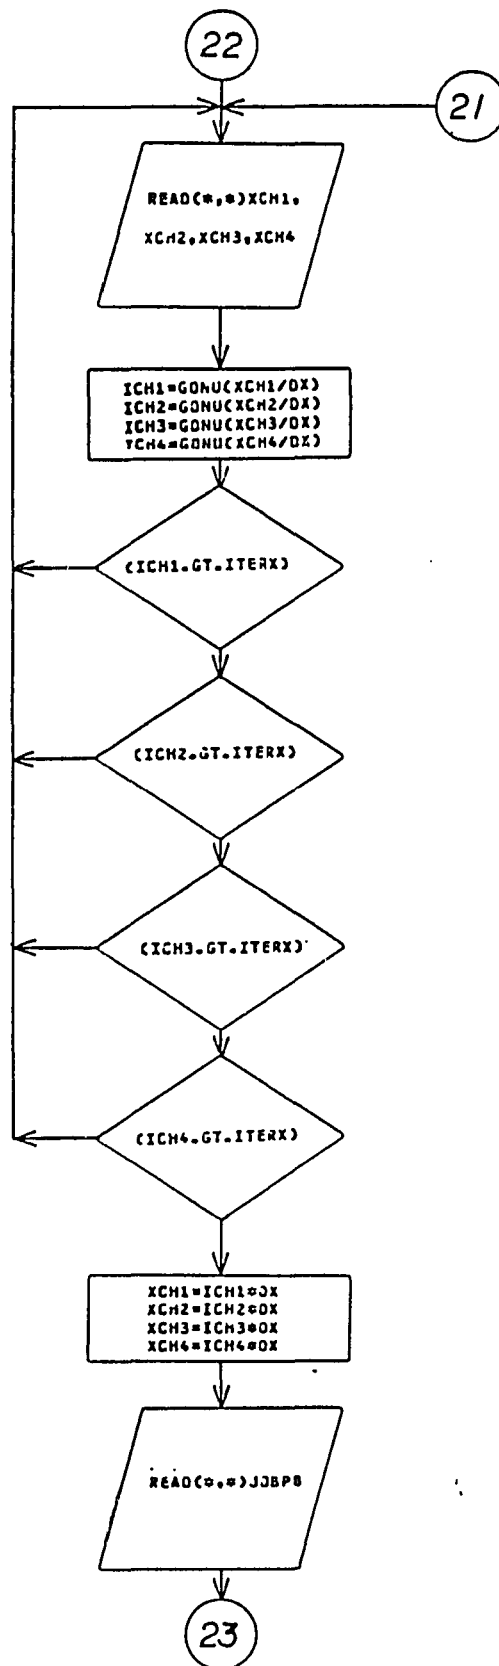 22
21
READ(*,*)XCH1,
XCH2,XCH3,XCH4
ICH1=GONU(XCH1/DX)
ICH2=GONU(XCH2/DX)
ICH3=GONU(XCH3/DX)
ICH4=GONU(XCH4/DX)
(ICH1.GT.ITERX)
(ICH2.GT.ITERX)
(ICH3.GT.ITERX)
(ICH4.GT.ITERX)
XCH1=ICH1*DX
XCH2=ICH2*DX
XCH3=ICH3*DX
XCH4=ICH4*DX
READ(*,*)
23